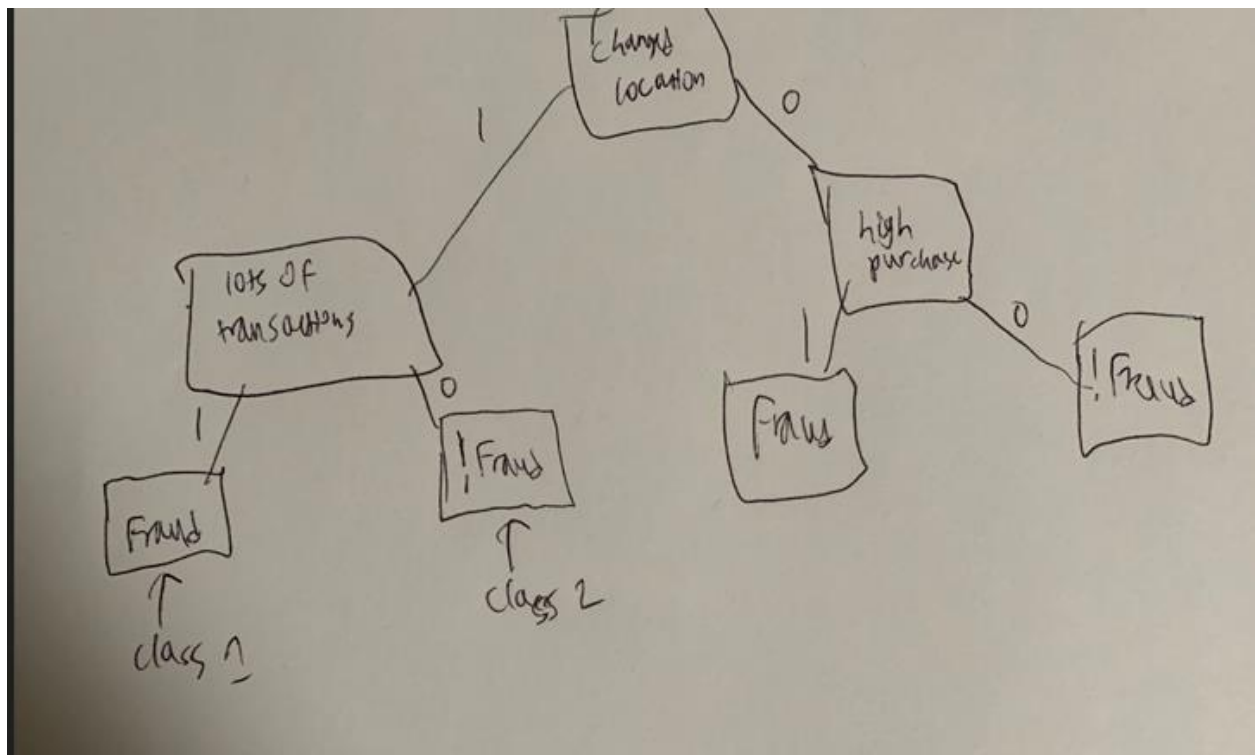 Changed
location
1
0
high
purchase
lots of
transactions
1
0
1
0
! Fraud
Fraud
! Fraud
Fraud
class 2
class 1